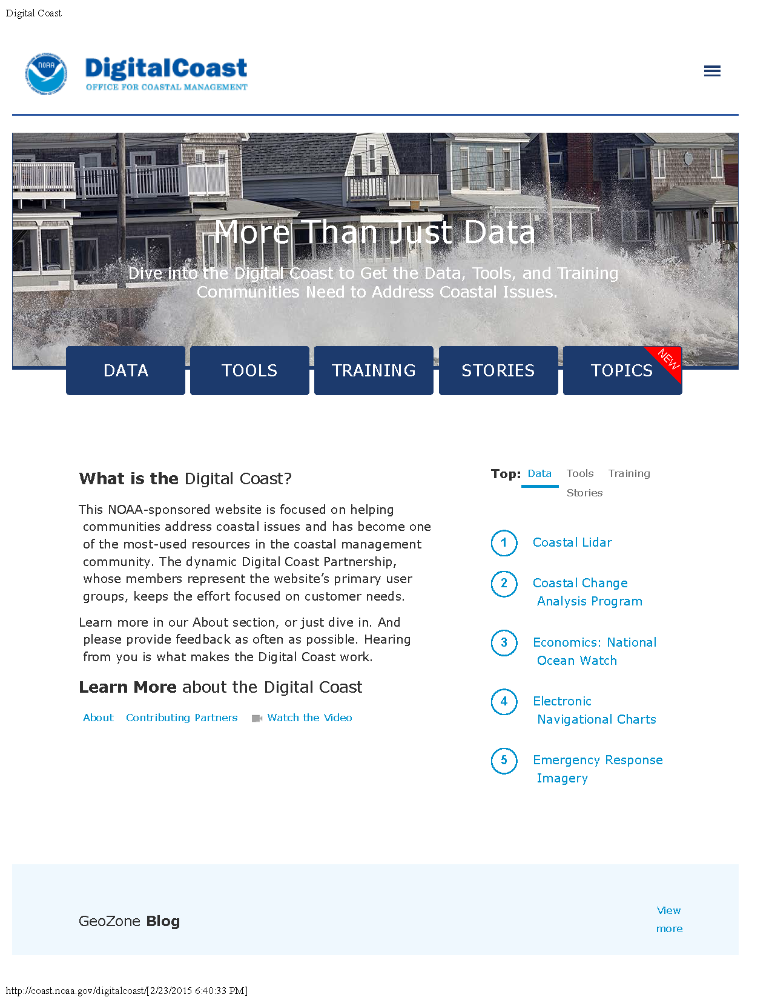 Digital Coast
NOAA
DigitalCoast
OFFICE FOR COASTAL MANAGEMENT
More Than Just Data
Dive into the Digital Coast to Get the Data, Tools, and Training
Communities Need to Address Coastal Issues.
DATA
TOOLS
TRAINING
STORIES
TOPICS
NEW
What is the Digital Coast?
This NOAA-sponsored website is focused on helping
communities address coastal issues and has become one
of the most-used resources in the coastal management
community. The dynamic Digital Coast Partnership,
whose members represent the website’s primary user
groups, keeps the effort focused on customer needs.
Learn more in our About section, or just dive in. And
please provide feedback as often as possible. Hearing
from you is what makes the Digital Coast work.
Learn More about the Digital Coast
About Contributing Partners Watch the Video
Top: Data Tools Training
Stories
1 Coastal Lidar
2 Coastal Change
Analysis Program
3 Economics: National
Ocean Watch
4 Electronic
Navigational Charts
5 Emergency Response
Imagery
GeoZone Blog
View
more
http://coast.noaa.gov/digitalcoast/[2/23/2015 6:40:33 PM]